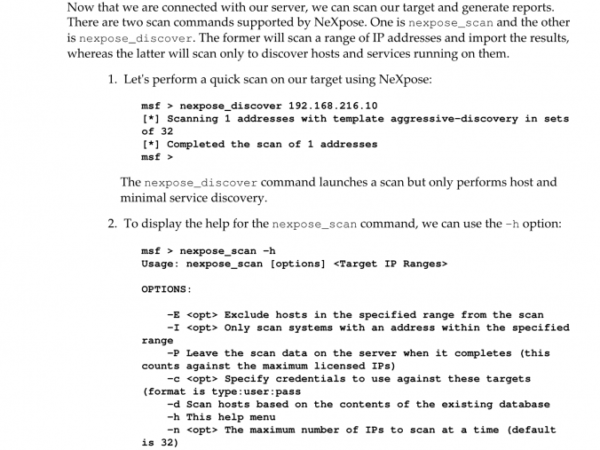 Now that we are connected with our server, we can scan our target and generate reports.
There are two scan commands supported by NeXpose. One is nexpose_scan and the other
is nexpose_discover. The former will scan a range of IP addresses and import the results,
whereas the latter will scan only to discover hosts and services running on them.
1. Let's perform a quick scan on our target using NeXpose:
msf > nexpose_discover 192.168.216.10
[*] Scanning 1 addresses with template aggressive-discovery in sets
of 32
[*] Completed the scan of 1 addresses
msf >
The nexpose_discover command launches a scan but only performs host and
minimal service discovery.
2. To display the help for the nexpose_scan command, we can use the -h option:
msf > nexpose_scan -h
Usage: nexpose_scan [options] <Target IP Ranges>
OPTIONS:
-E <opt> Exclude hosts in the specified range from the scan
-I <opt> Only scan systems with an address within the specified
range
-P Leave the scan data on the server when it completes (this
counts against the maximum licensed IPs)
-c <opt> Specify credentials to use against these targets
(format is type:user:pass
-d Scan hosts based on the contents of the existing database
-h This help menu
-n <opt> The maximum number of IPs to scan at a time (default
is 32)